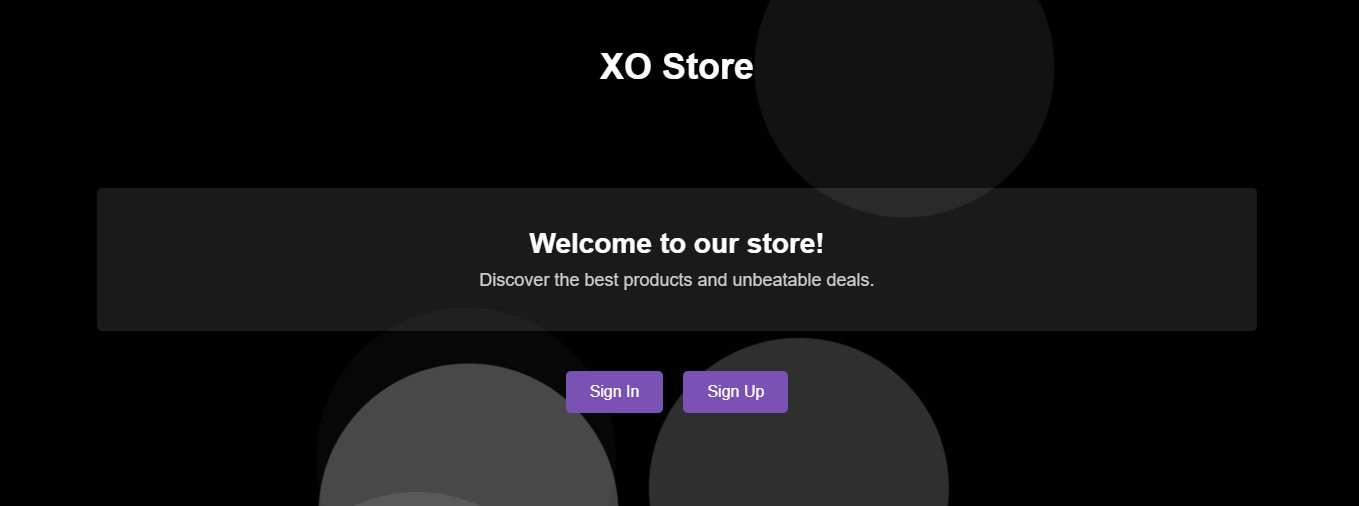 XO Store
Welcome to our store!
Discover the best products and unbeatable deals.
Sign In
Sign Up